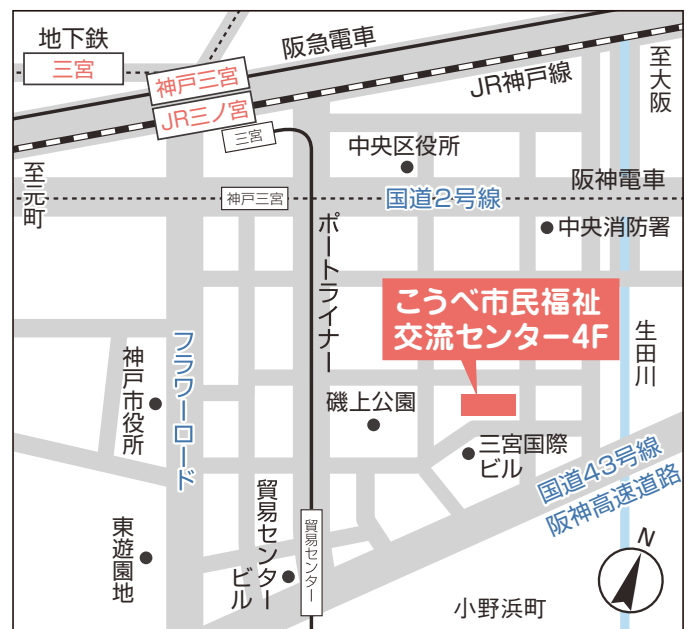 地下鉄
三宮
神戸三宮
JR三ノ宮
三宮
阪急電車
JR神戸線
至大阪
至元町
中央区役所
阪神電車
神戸三宮
国道2号線
中央消防署
ポートライナー
こうべ市民福祉
交流センター4F
生田川
フラワーロード
神戸市役所
磯上公園
三宮国際
ビル
国道43号線
阪神高速道路
貿易センター
ビル
貿易センター
東遊園地
小野浜町
N